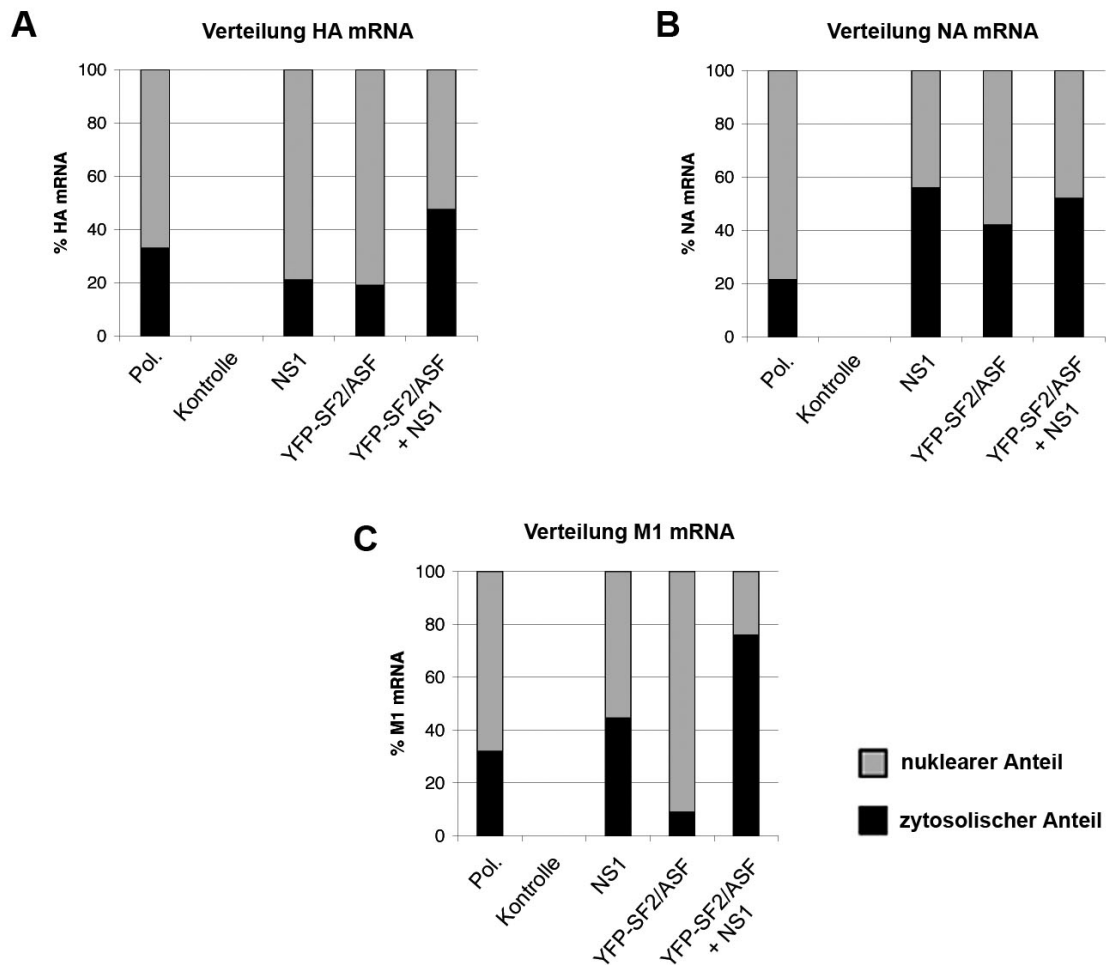 A
Verteilung HA mRNA
% HA mRNA
100
80
60
40
20
0
Pol.
Kontrolle
NS1
YFP-SF2/ASF
YFP-SF2/ASF
+ NS1
B
Verteilung NA mRNA
% NA mRNA
100
80
60
40
20
0
Pol.
Kontrolle
NS1
YFP-SF2/ASF
YFP-SF2/ASF
+ NS1
C
Verteilung M1 mRNA
% M1 mRNA
100
80
60
40
20
0
Pol.
Kontrolle
NS1
YFP-SF2/ASF
YFP-SF2/ASF
+ NS1
nuklearer Anteil
zytosolischer Anteil